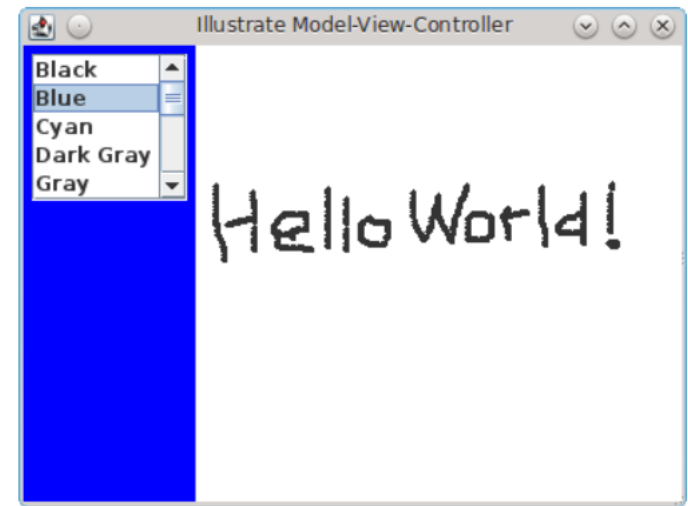 Illustrate Model-View-Controller
Black
Blue
Cyan
Dark Gray
Gray
Hello World!